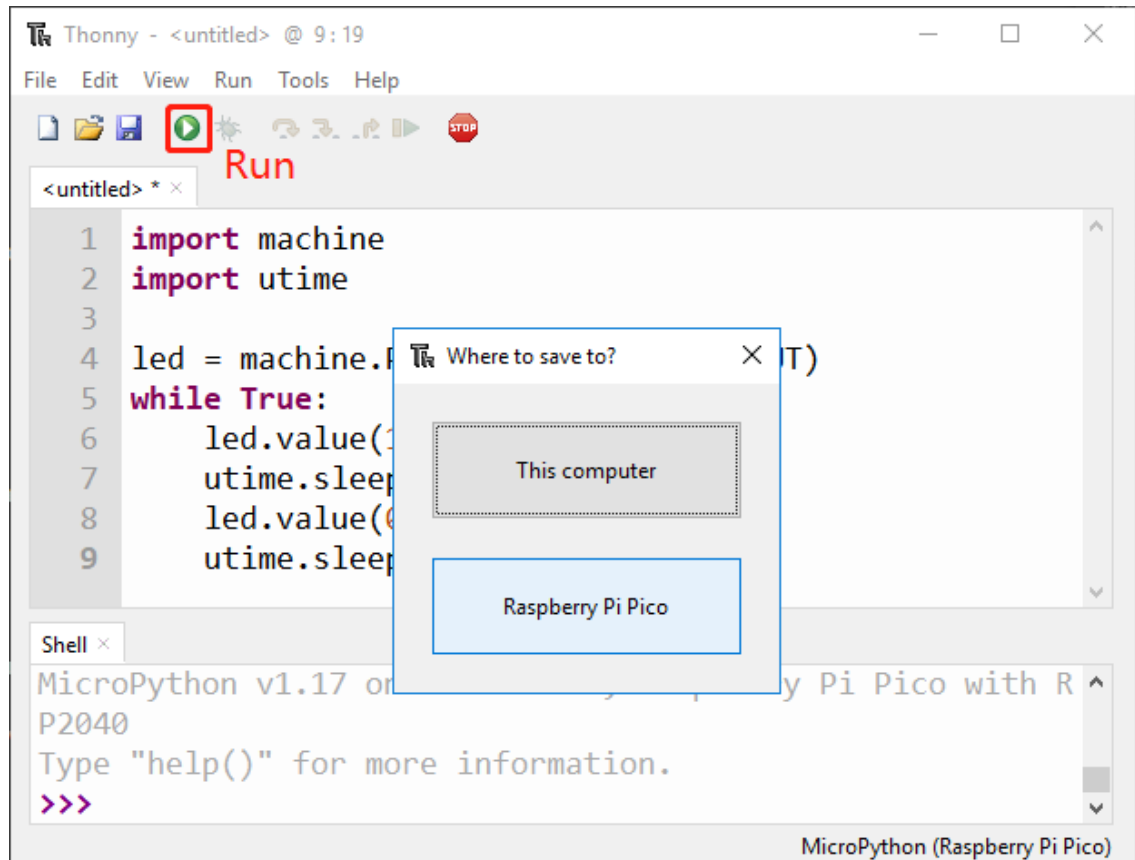 Thonny - <untitled> @ 9:19
File Edit View Run Tools Help
STOP
Run
<untitled> *
1 import machine
2 import utime
3
4 led = machine. T)
5 while True:
6 led.value(
7 utime.sleep
8 led.value(
9 utime.sleep
Where to save to?
This computer
Raspberry Pi Pico
Shell
MicroPython v1.17 on y Pi Pico with R
P2040
Type "help()" for more information.
>>>
MicroPython (Raspberry Pi Pico)